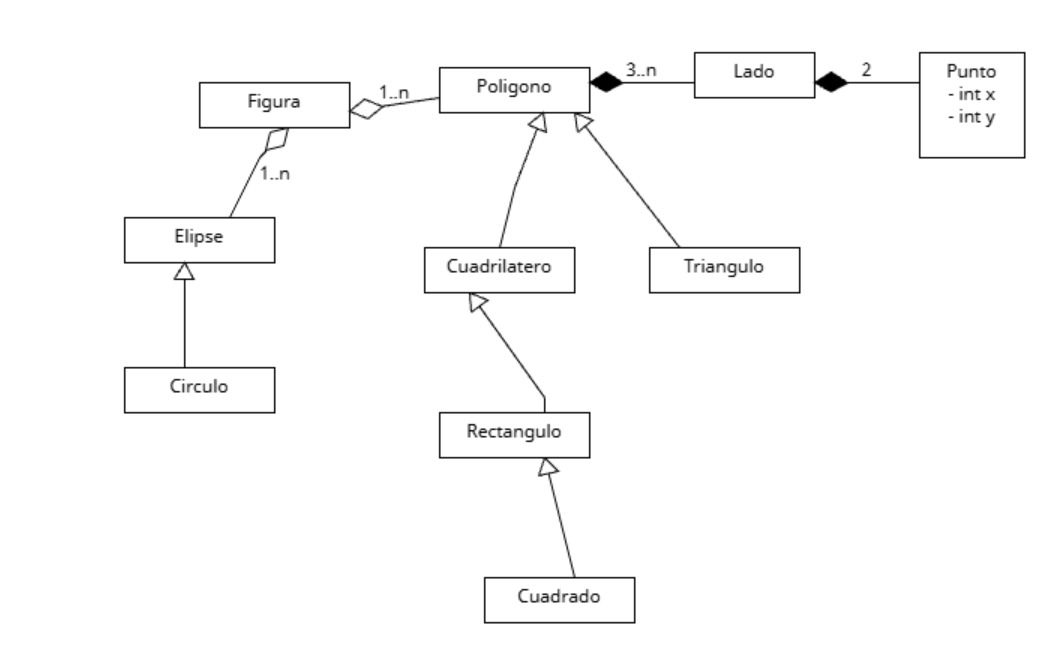 Figura
1..n
Poligono
3..n
Lado
2
Punto
- int x
- int y
1..n
Elipse
Cuadrilatero
Triangulo
Circulo
Rectangulo
Cuadrado